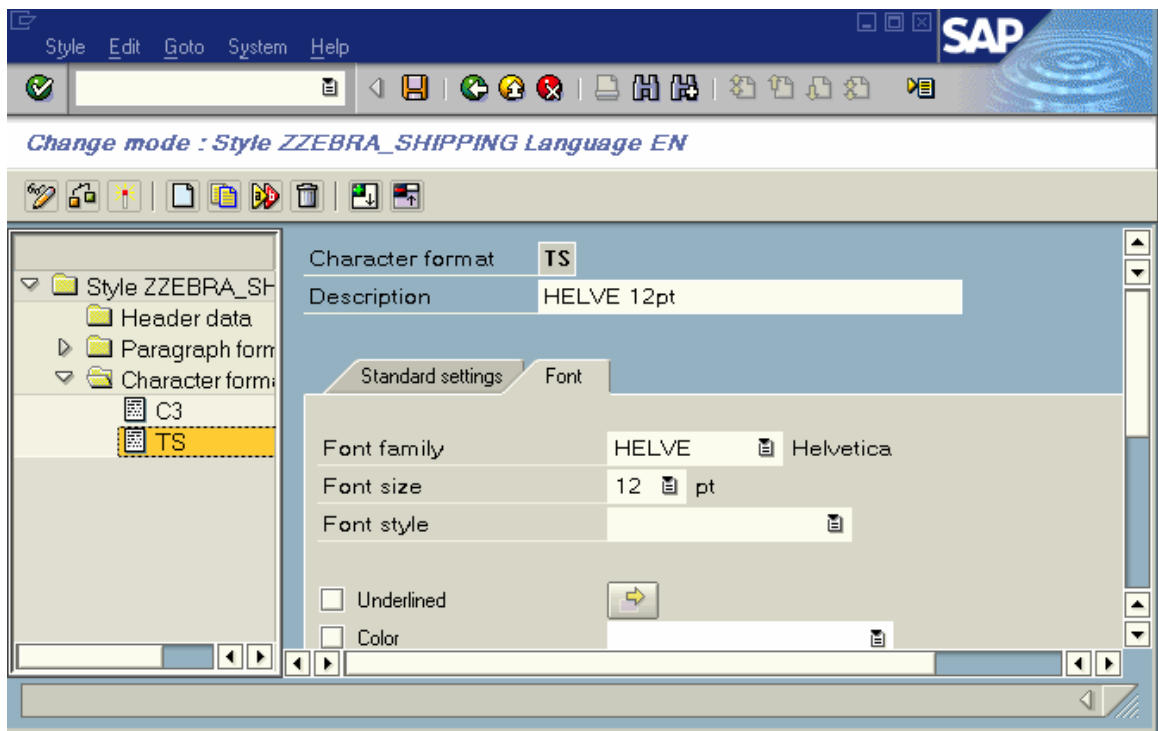 SAP
Style Edit Goto System Help
Change mode : Style ZZEBRA_SHIPPING Language EN
Character format TS
Description HELVE 12pt
Style ZZEBRA_SH
Header data
Paragraph form
Character forma
C3
TS
Standard settings Font
Font family HELVE Helvetica
Font size 12 pt
Font style
Underlined
Color